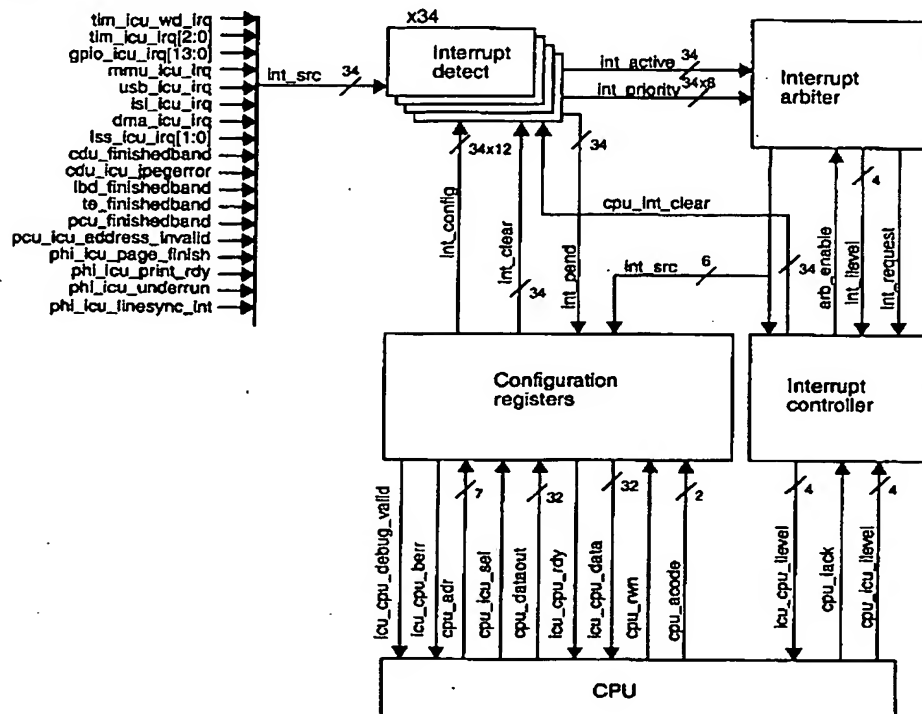 tim_icu_wd_irq
tim_icu_irq[2:0]
gpio_icu_irq[13:0]
mmu_icu_irq
usb_icu_irq
isi_icu_irq
dma_icu_irq
lss_icu_irq[1:0]
cdu_finishedband
cdu_icu_jpegerror
lbd_finishedband
te_finishedband
pcu_finishedband
pcu_icu_address_invalid
phi_icu_page_finish
phi_icu_print_rdy
phi_icu_underrun
phi_icu_linesync_int
int_src
34
x34
Interrupt
detect
int_active
34
int_priority
34x8
Interrupt
arbiter
34x12
34
int_config
int_clear
34
int_pend
cpu_int_clear
int_src
6
34
arb_enable
4
int_ilevel
int_request
Configuration
registers
Interrupt
controller
icu_cpu_debug_valid
icu_cpu_berr
cpu_adr
7
cpu_icu_sel
cpu_dataout
32
icu_cpu_rdy
icu_cpu_data
32
cpu_rwn
cpu_acode
2
icu_cpu_ilevel
4
cpu_iack
cpu_icu_ilevel
4
CPU